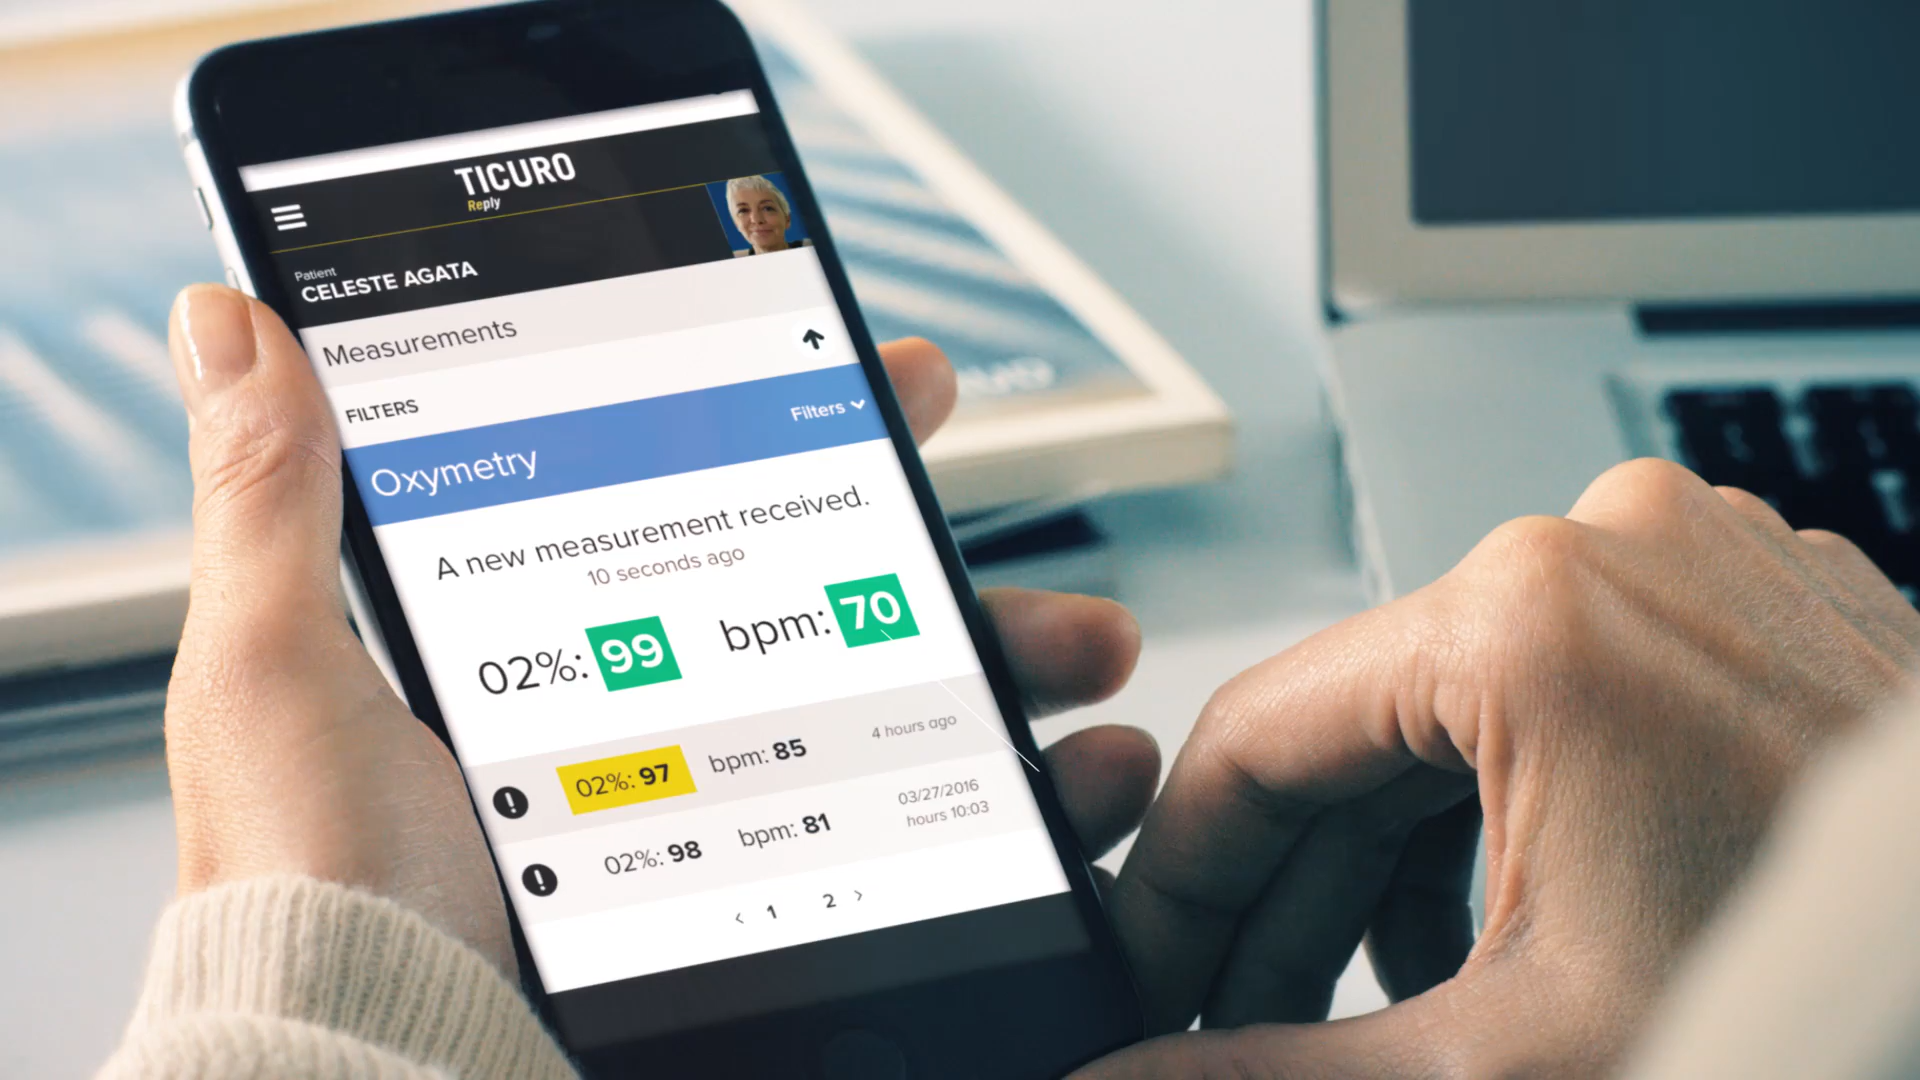 TICURO
Reply
Patient
CELESTE AGATA
Measurements
FILTERS
Filters
Oxymetry
A new measurement received.
10 seconds ago
02%: 99 bpm: 70
02%: 97 bpm: 85 4 hours ago
02%: 98 bpm: 81 03/27/2016
hours 10:03
< 1 2 >